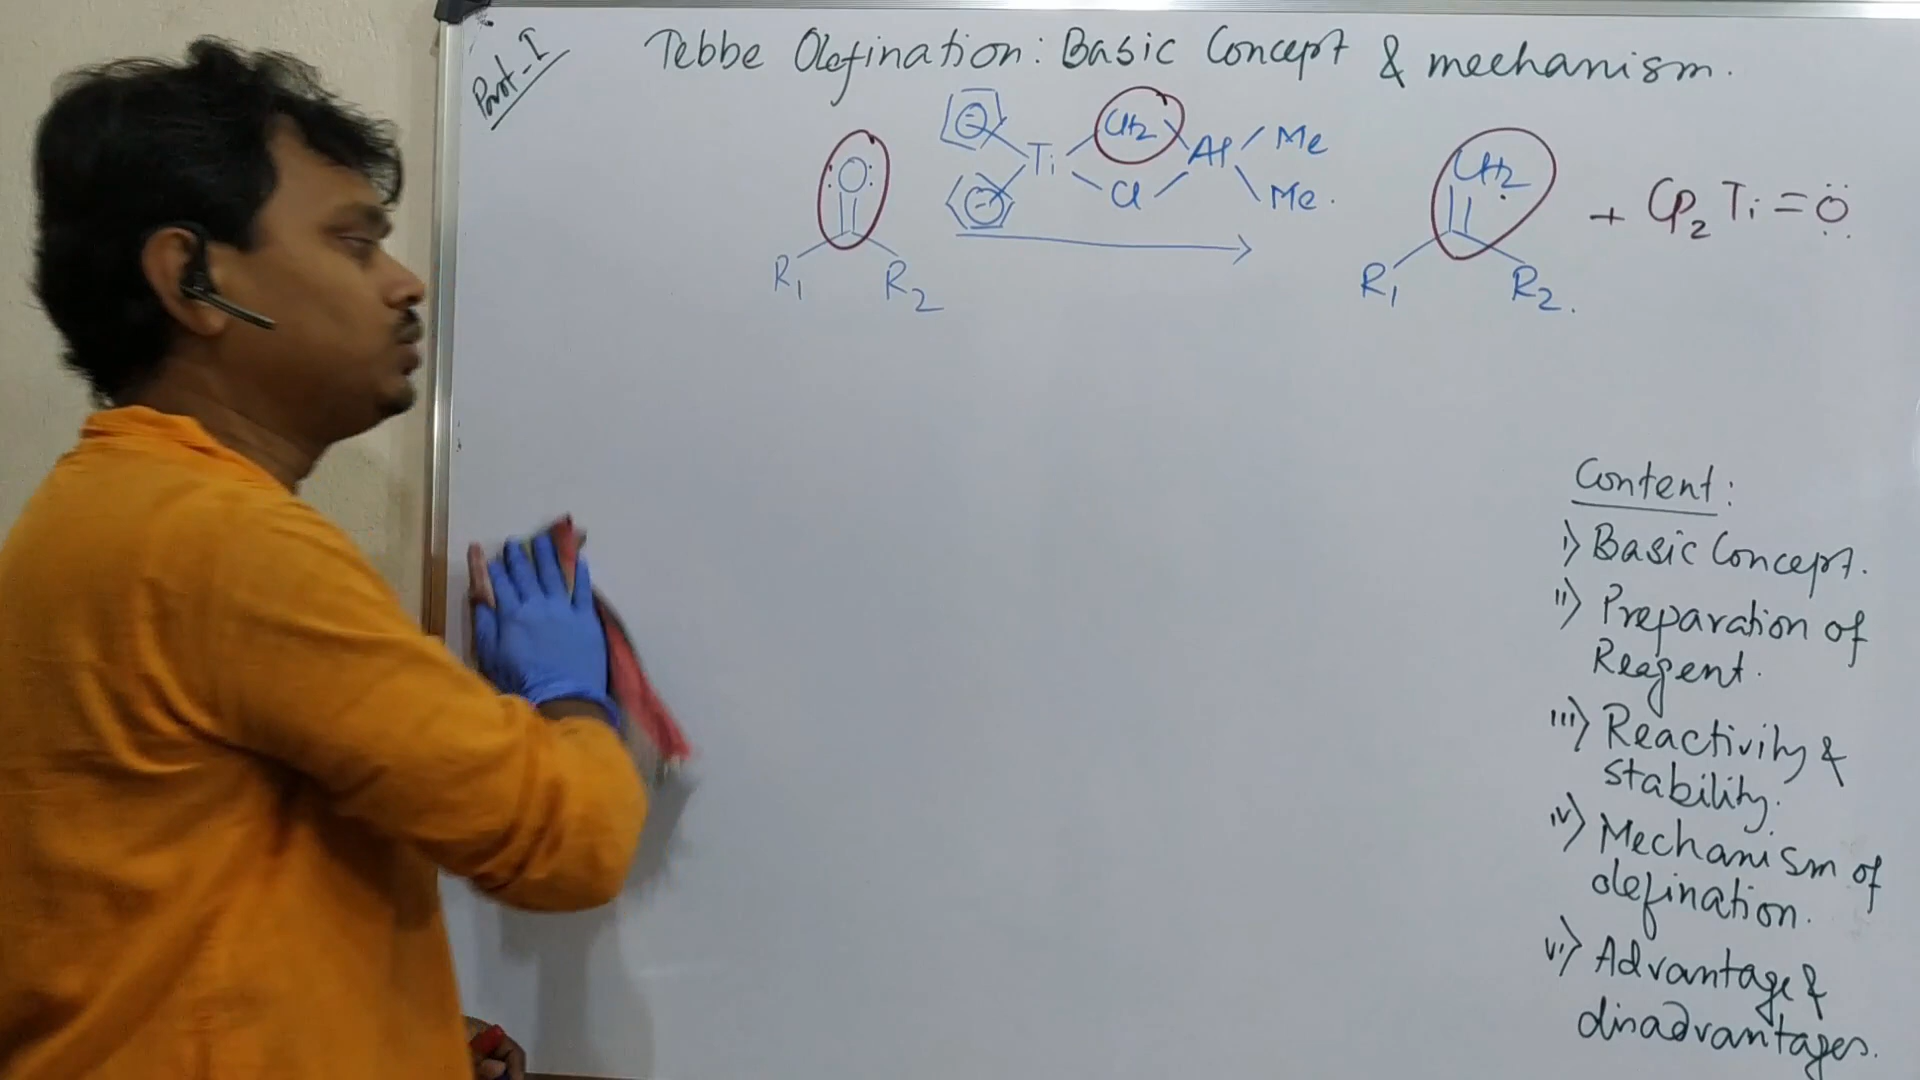 Part-I
Tebbe Olefination: Basic Concept & mechanism.
O
R1 R2
Ti CH2 Cl Al Me Me.
CH2
R1 R2.
+ Cp2Ti=O
Content:
i) Basic Concept.
ii) Preparation of
Reagent.
iii) Reactivity &
stability.
iv) Mechanism of
olefination.
vi) Advantage &
disadvantages.